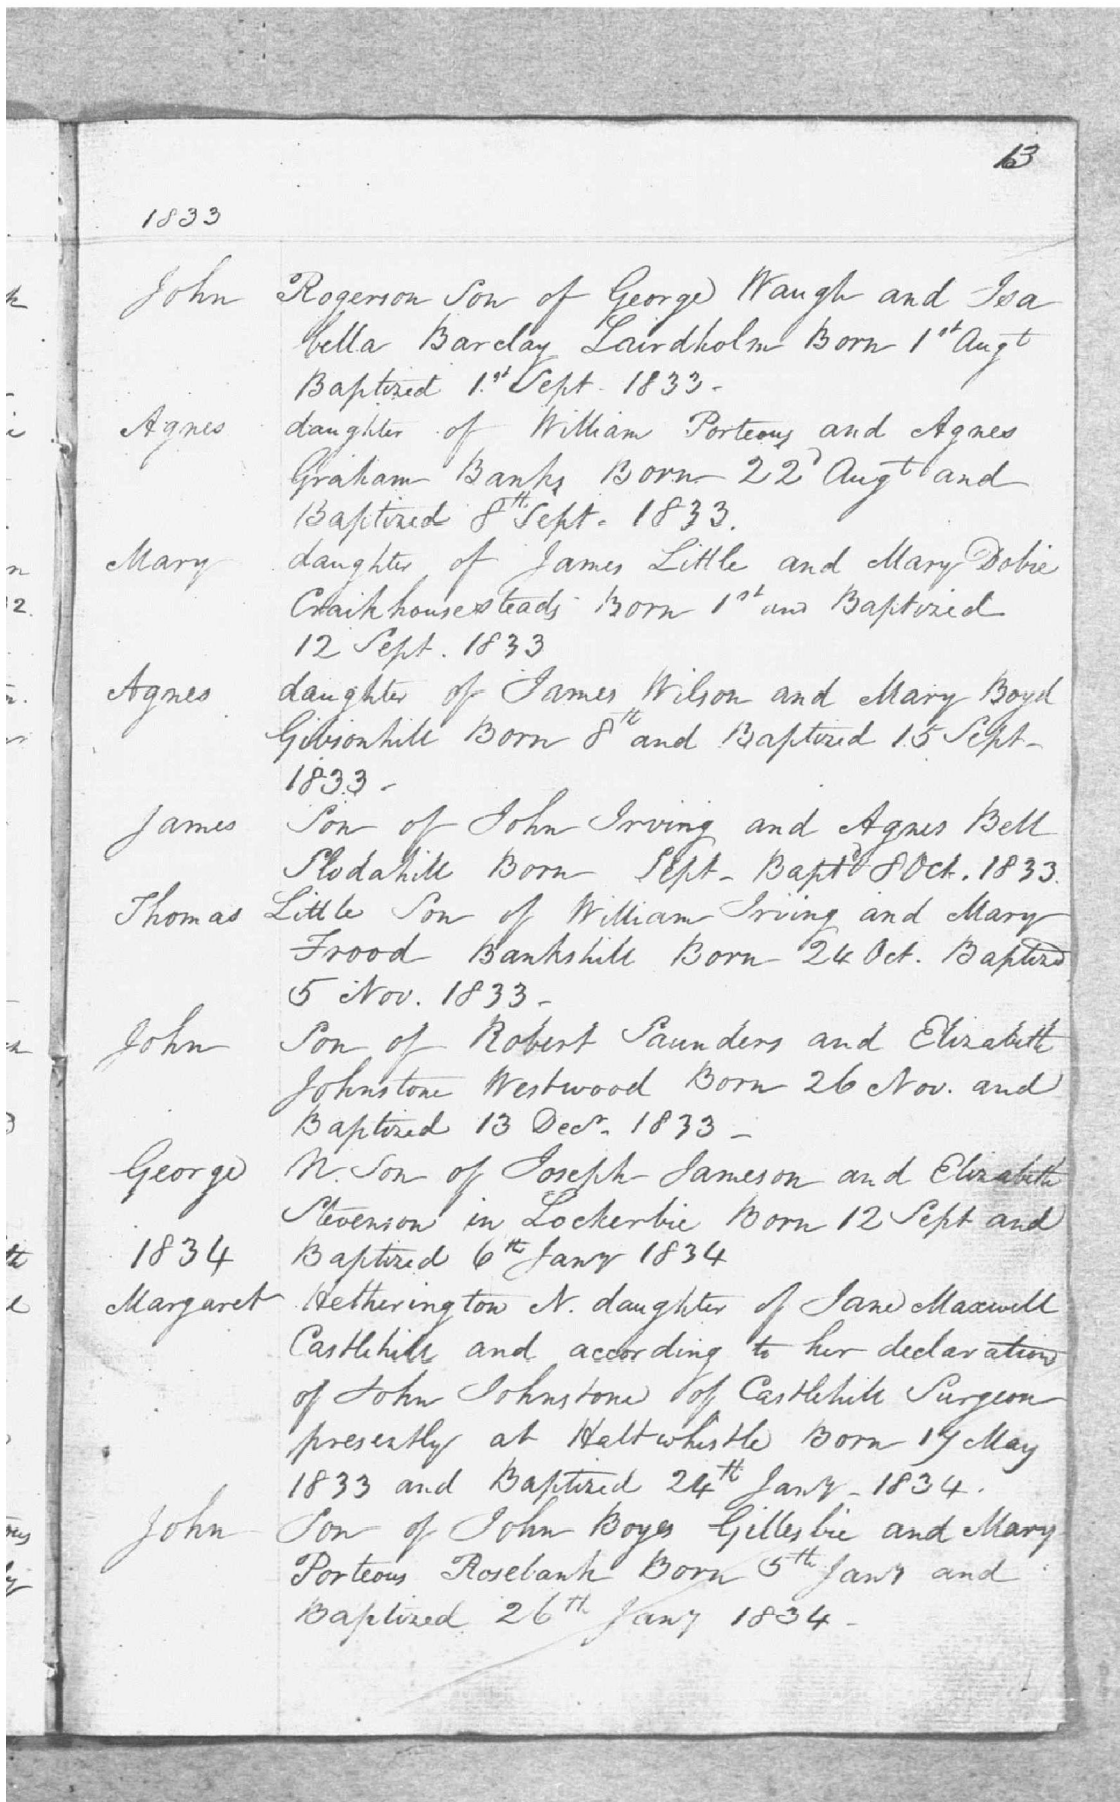 13
1833
John Rogerson Son of George Waugh and Isa
bella Barclay Lairdholm Born 1st Augt
Baptized 1st Sept. 1833-
Agnes daughter of William Porteous and Agnes
Graham Banks Born 22d Augt and
Baptized 8th Sept. 1833.
Mary daughter of James Little and Mary Dobie
Craikhousesteads Born 1st and Baptized
12 Sept. 1833
Agnes daughter of James Wilson and Mary Boyd
Gibsonhill Born 8th and Baptized 15 Sept-
1833-
James Son of John Irving and Agnes Bell
Slodahill Born Sept- Baptd 8 Oct. 1833.
Thomas Little Son of William Irving and Mary
Frood Bankshill Born 24 Oct. Baptized
5 Nov. 1833-
John Son of Robert Saunders and Elizabeth
Johnstone Westwood Born 26 Nov. and
Baptized 13 Decr. 1833-
George N. Son of Joseph Jameson and Elizabeth
Stevenson in Lockerbie Born 12 Sept and
1834 Baptized 6th Jany 1834
Margaret Hetherington N. daughter of Jane Maxwell
Castlehill and according to her declaration
of John Johnstone of Castlehill Surgeon
presently at Haltwhistle Born 17 May
1833 and Baptized 24th Jany- 1834.
John Son of John Boyes Gillesbie and Mary
Porteous Rosebank Born 5th Jany and
Baptized 26th Jany 1834-